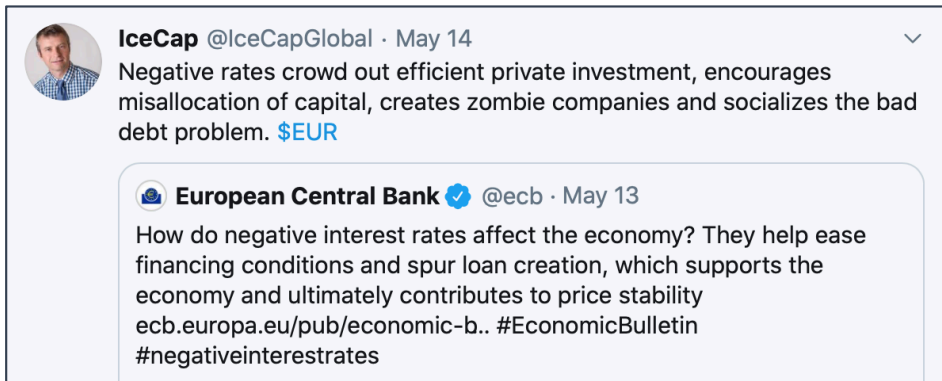 IceCap @IceCapGlobal · May 14
Negative rates crowd out efficient private investment, encourages
misallocation of capital, creates zombie companies and socializes the bad
debt problem. $EUR
European Central Bank @ecb · May 13
How do negative interest rates affect the economy? They help ease
financing conditions and spur loan creation, which supports the
economy and ultimately contributes to price stability
ecb.europa.eu/pub/economic-b.. #EconomicBulletin
#negativeinterestrates